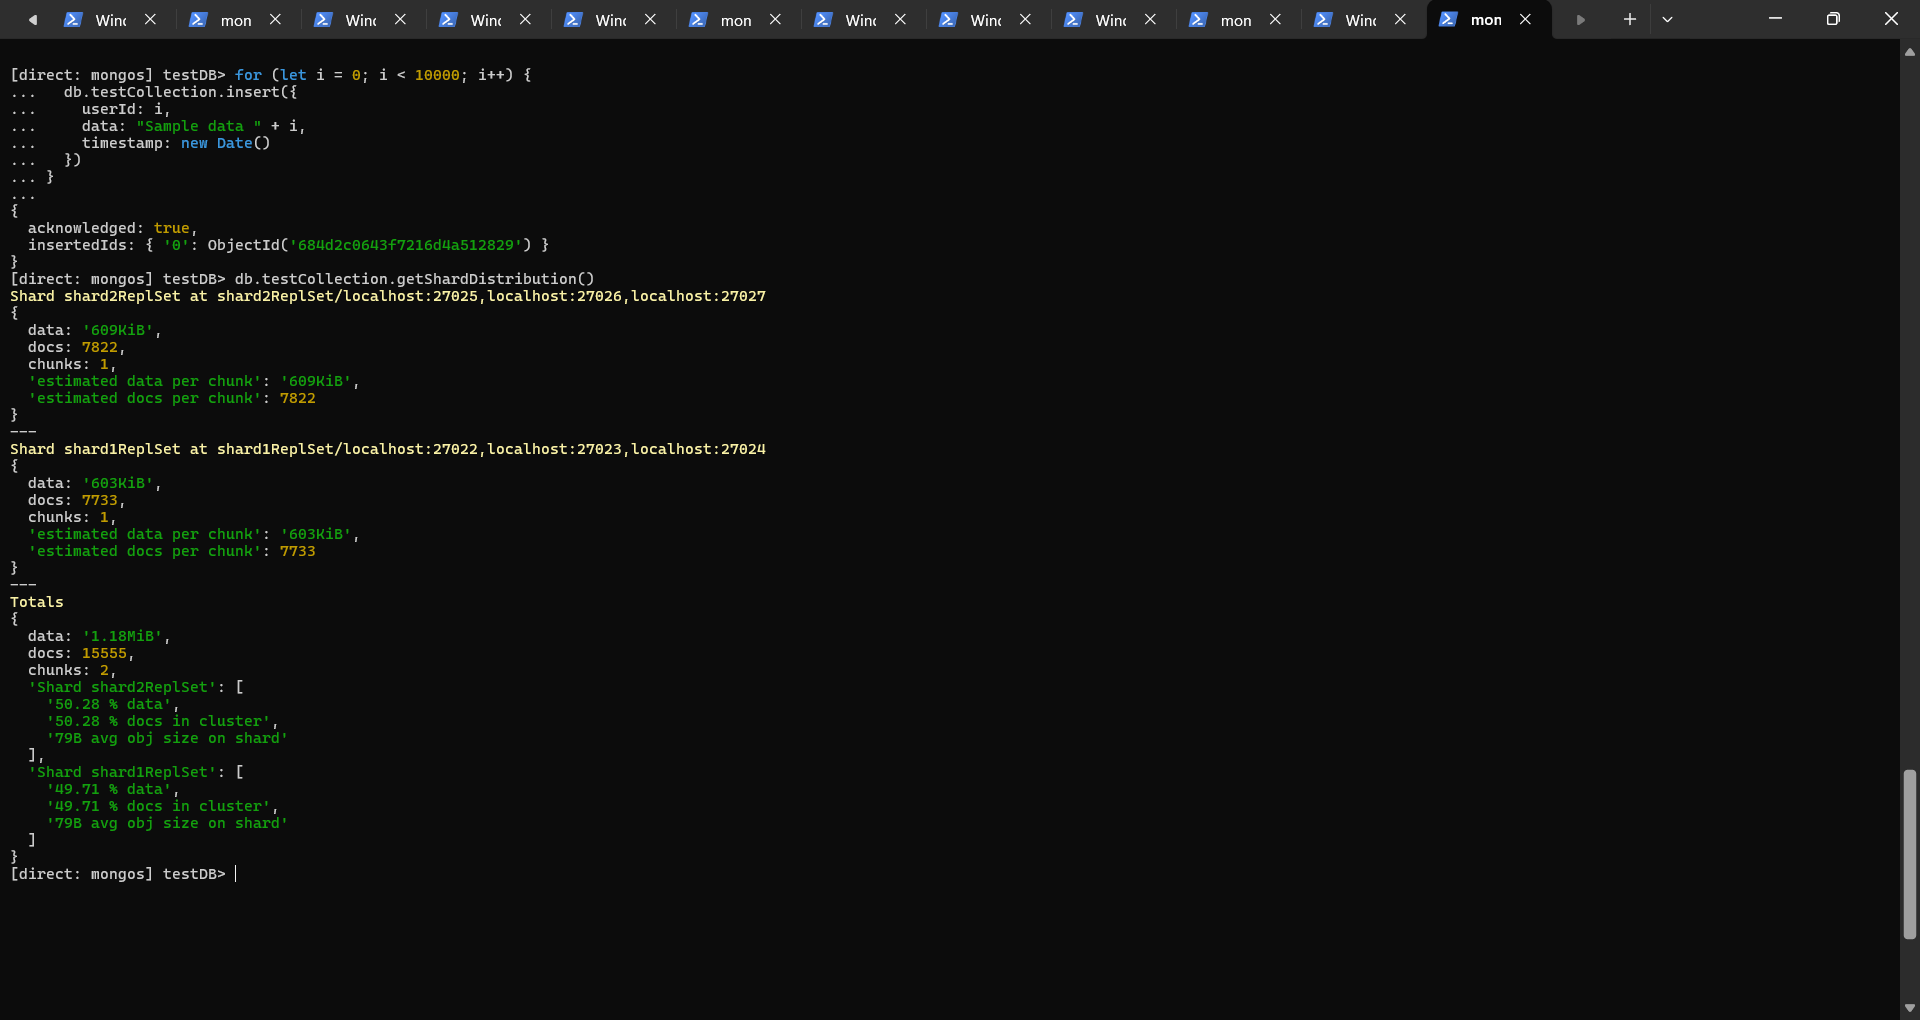 Winc mon Winc Winc Winc mon Winc Winc Winc mon Winc mon
[direct: mongos] testDB> for (let i = 0; i < 10000; i++) {
...   db.testCollection.insert({
...     userId: i,
...     data: "Sample data " + i,
...     timestamp: new Date()
...   })
... }
...
{
  acknowledged: true,
  insertedIds: { '0': ObjectId('684d2c0643f7216d4a512829') }
}
[direct: mongos] testDB> db.testCollection.getShardDistribution()
Shard shard2ReplSet at shard2ReplSet/localhost:27025,localhost:27026,localhost:27027
{
  data: '609KiB',
  docs: 7822,
  chunks: 1,
  'estimated data per chunk': '609KiB',
  'estimated docs per chunk': 7822
}
---
Shard shard1ReplSet at shard1ReplSet/localhost:27022,localhost:27023,localhost:27024
{
  data: '603KiB',
  docs: 7733,
  chunks: 1,
  'estimated data per chunk': '603KiB',
  'estimated docs per chunk': 7733
}
---
Totals
{
  data: '1.18MiB',
  docs: 15555,
  chunks: 2,
  'Shard shard2ReplSet': [
    '50.28 % data',
    '50.28 % docs in cluster',
    '79B avg obj size on shard'
  ],
  'Shard shard1ReplSet': [
    '49.71 % data',
    '49.71 % docs in cluster',
    '79B avg obj size on shard'
  ]
}
[direct: mongos] testDB>